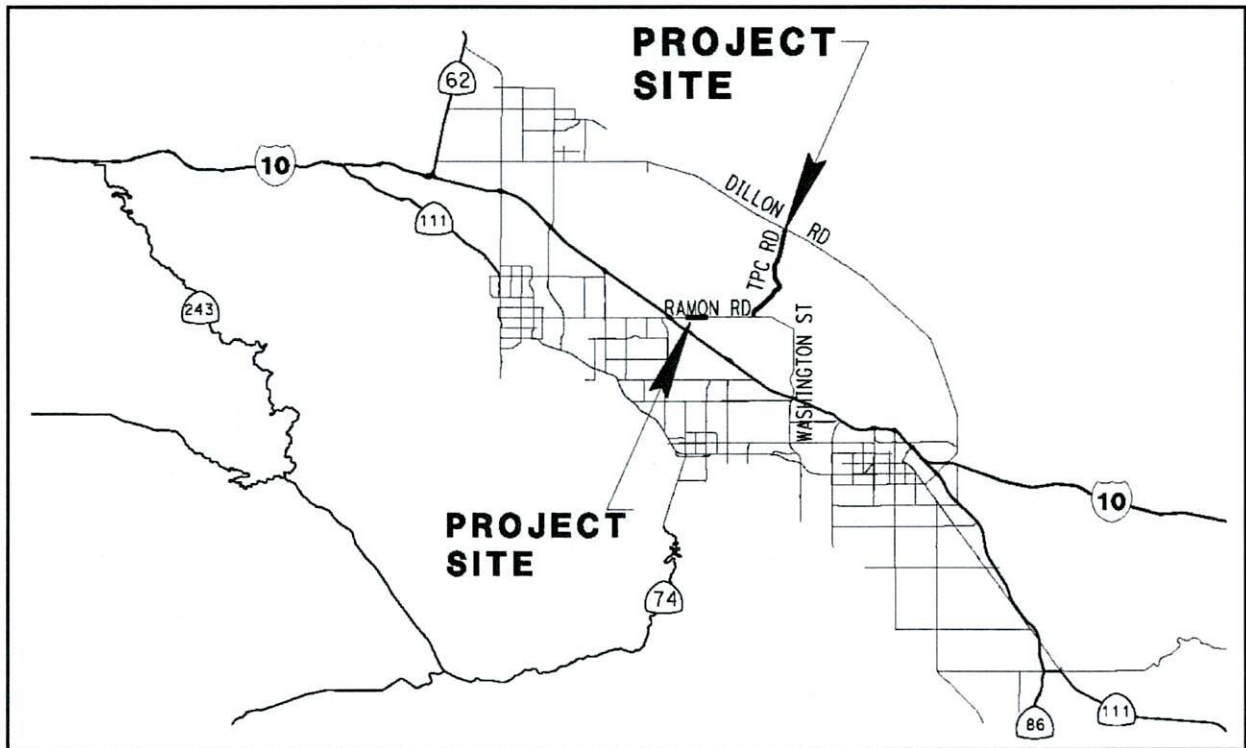 PROJECT
SITE
62
10
111
DILLON RD
TPC RD
243
RAMON RD
WASHINGTON ST
PROJECT
SITE
10
74
86
111